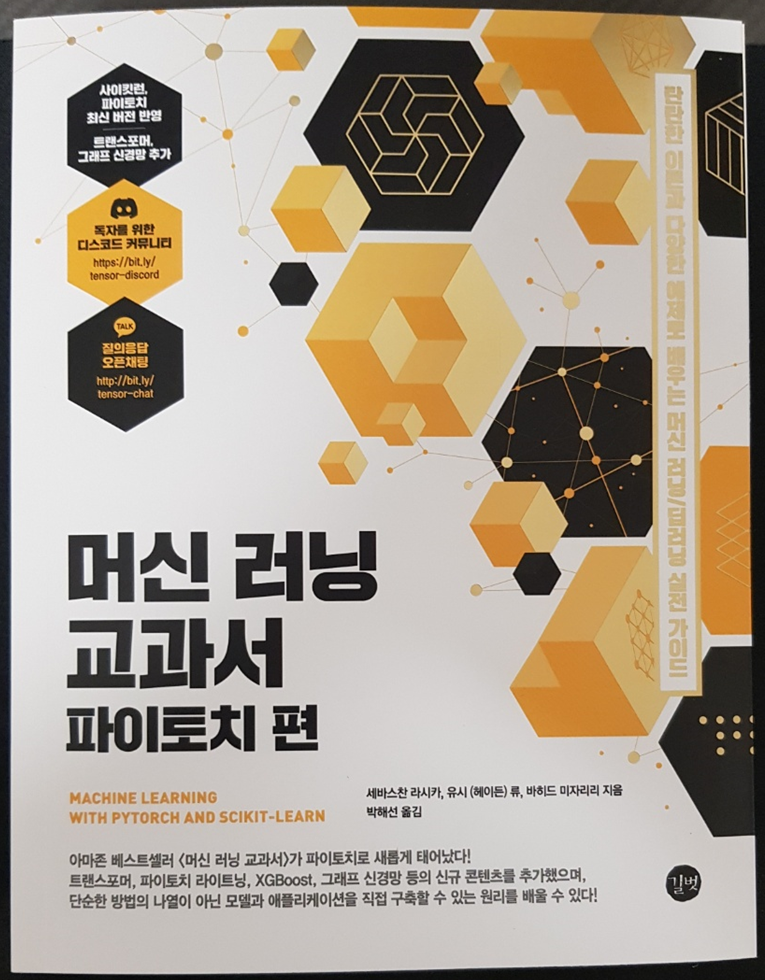 사이킷런,
파이토치
최신 버전 반영
트랜스포머,
그래프 신경망 추가
독자를 위한
디스코드 커뮤니티
https://bit.ly/
tensor-discord
TALK
질의응답
오픈채팅
http://bit.ly/
tensor-chat
탄탄한 이론과 다양한 예제로 배우는 머신 러닝/딥러닝 실전 가이드
머신 러닝
교과서
파이토치 편
MACHINE LEARNING
WITH PYTORCH AND SCIKIT-LEARN
세바스찬 라시카, 유시 (헤이든) 류, 바히드 미자리리 지음
박해선 옮김
아마존 베스트셀러 <머신 러닝 교과서>가 파이토치로 새롭게 태어났다!
트랜스포머, 파이토치 라이트닝, XGBoost, 그래프 신경망 등의 신규 콘텐츠를 추가했으며,
단순한 방법의 나열이 아닌 모델과 애플리케이션을 직접 구축할 수 있는 원리를 배울 수 있다!
길벗